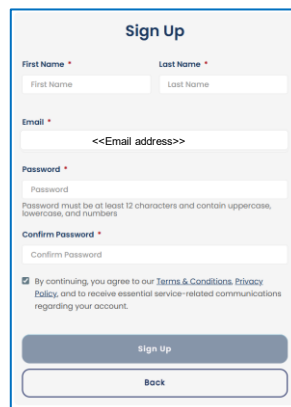 Sign Up
First Name * Last Name *
First Name Last Name
Email *
<<Email address>>
Password *
Password
Password must be at least 12 characters and contain uppercase,
lowercase, and numbers
Confirm Password *
Confirm Password
By continuing, you agree to our Terms & Conditions, Privacy
Policy, and to receive essential service-related communications
regarding your account.
Sign Up
Back